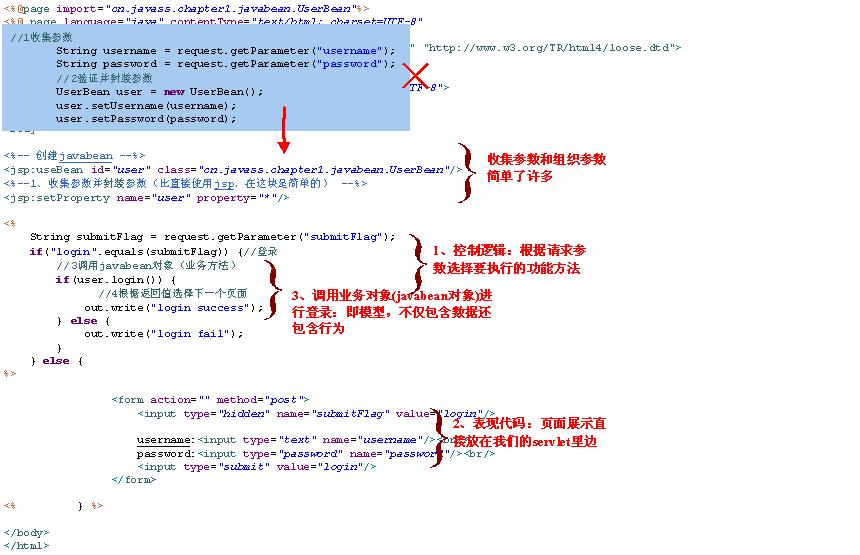 <%@page import="cn.javass.chapter1.javabean.UserBean"%>
<%@ page language="java" contentType="text/html; charset=UTF-8"
//1收集参数
String username = request.getParameter("username");
" "http://www.w3.org/TR/html4/loose.dtd">
String password = request.getParameter("password");
//2验证并封装参数
UserBean user = new UserBean();
TF-8">
user.setUsername(username);
user.setPassword(password);
<%-- 创建javabean --%>
<jsp:useBean id="user" class="cn.javass.chapter1.javabean.UserBean"/>
<%--1、收集参数并封装参数（比直接使用jsp，在这块是简单的） --%>
<jsp:setProperty name="user" property="*"/>
收集参数和组织参数
简单了许多
<%
String submitFlag = request.getParameter("submitFlag");
if("login".equals(submitFlag)) {//登录
//3调用javabean对象（业务方法）
if(user.login()) {
//4根据返回值选择下一个页面
out.write("login success");
} else {
out.write("login fail");
}
} else {
%>
1、控制逻辑：根据请求参
数选择要执行的功能方法
3、调用业务对象(javabean对象)进
行登录：即模型，不仅包含数据还
包含行为
<form action="" method="post">
<input type="hidden" name="submitFlag" value="login"/>
username:<input type="text" name="username"/><br/>
password:<input type="password" name="password"/><br/>
<input type="submit" value="login"/>
</form>
2、表现代码：页面展示直
接放在我们的servlet里边
<% } %>
</body>
</html>